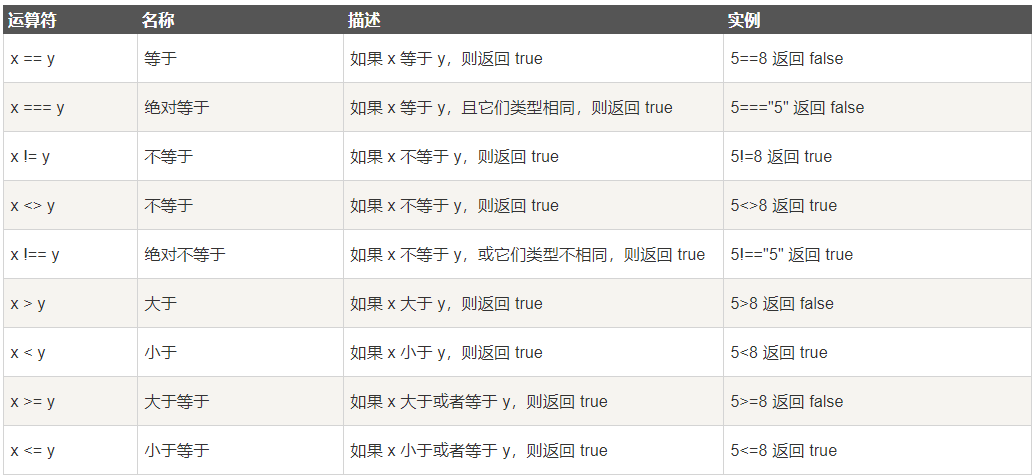 运算符 名称 描述 实例
x == y 等于 如果 x 等于 y，则返回 true 5==8 返回 false
x === y 绝对等于 如果 x 等于 y，且它们类型相同，则返回 true 5==="5" 返回 false
x != y 不等于 如果 x 不等于 y，则返回 true 5!=8 返回 true
x <> y 不等于 如果 x 不等于 y，则返回 true 5<>8 返回 true
x !== y 绝对不等于 如果 x 不等于 y，或它们类型不相同，则返回 true 5!=="5" 返回 true
x > y 大于 如果 x 大于 y，则返回 true 5>8 返回 false
x < y 小于 如果 x 小于 y，则返回 true 5<8 返回 true
x >= y 大于等于 如果 x 大于或者等于 y，则返回 true 5>=8 返回 false
x <= y 小于等于 如果 x 小于或者等于 y，则返回 true 5<=8 返回 true